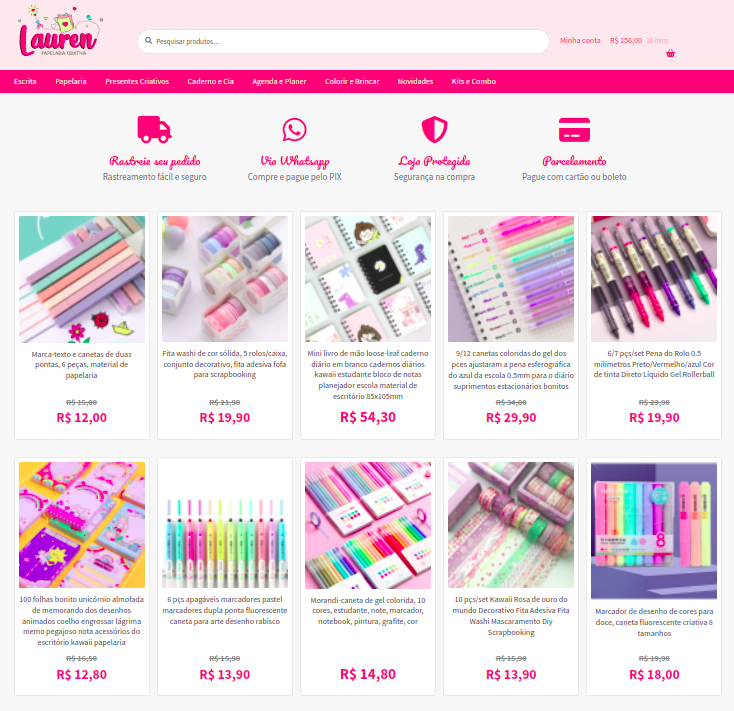 Lauren
PAPELARIA CRIATIVA
Pesquisar produtos...
Minha conta R$ 156,00 10 itens
Escrita Papelaria Presentes Criativos Caderno e Cia Agenda e Planer Colorir e Brincar Novidades Kits e Combo
Rastreie seu pedido
Rastreamento fácil e seguro
Via Whatsapp
Compre e pague pelo PIX
Loja Protegida
Segurança na compra
Parcelamento
Pague com cartão ou boleto
Marca-texto e canetas de duas
pontas, 6 peças, material de
papelaria
R$ 15,00
R$ 12,00
Fita washi de cor sólida, 5 rolos/caixa,
conjunto decorativo, fita adesiva fofa
para scrapbooking
R$ 21,90
R$ 19,90
Mini livro de mão loose-leaf caderno
diário em branco cadernos diários
kawaii estudante bloco de notas
planejador escola material de
escritório 85x105mm
R$ 54,30
9/12 canetas coloridas do gel dos
pces ajustaram a pena esferográfica
do azul da escola 0.5mm para o diário
suprimentos estacionários bonitos
R$ 34,00
R$ 29,90
6/7 pçs/set Pena do Rolo 0.5
milímetros Preto/Vermelho/azul Cor
de tinta Direto Líquido Gel Rollerball
R$ 23,90
R$ 19,90
100 folhas bonito unicórnio almofada
de memorando dos desenhos
animados coelho engrossar lágrima
memo pegajoso nota acessórios do
escritório kawaii papelaria
R$ 16,50
R$ 12,80
6 pçs apagáveis marcadores pastel
marcadores dupla ponta fluorescente
caneta para arte desenho rabisco
R$ 15,90
R$ 13,90
Morandi-caneta de gel colorida, 10
cores, estudante, note, marcador,
notebook, pintura, grafite, cor
R$ 14,80
10 pçs/set Kawaii Rosa de ouro do
mundo Decorativo Fita Adesiva Fita
Washi Mascaramento Diy
Scrapbooking
R$ 15,90
R$ 13,90
8
Marcador de desenho de cores para
doce, caneta fluorescente criativa 8
tamanhos
R$ 19,90
R$ 18,00